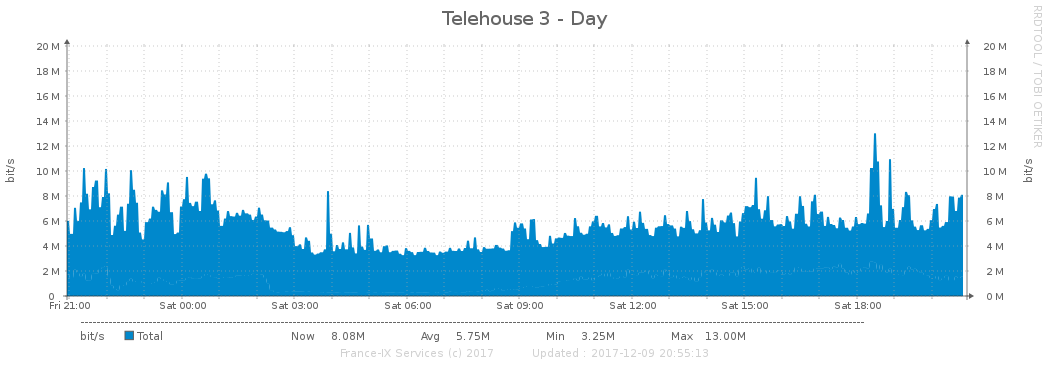 Telehouse 3 - Day
RRDTOOL / TOBI OETIKER
bit/s
20 M 20 M
18 M 18 M
16 M 16 M
14 M 14 M
12 M 12 M
10 M 10 M
8 M 8 M
6 M 6 M
4 M 4 M
2 M 2 M
0 0 M
bit/s
Fri 21:00 Sat 00:00 Sat 03:00 Sat 06:00 Sat 09:00 Sat 12:00 Sat 15:00 Sat 18:00
bit/s Total Now 8.08M Avg 5.75M Min 3.25M Max 13.00M
France-IX Services (c) 2017 Updated : 2017-12-09 20:55:13